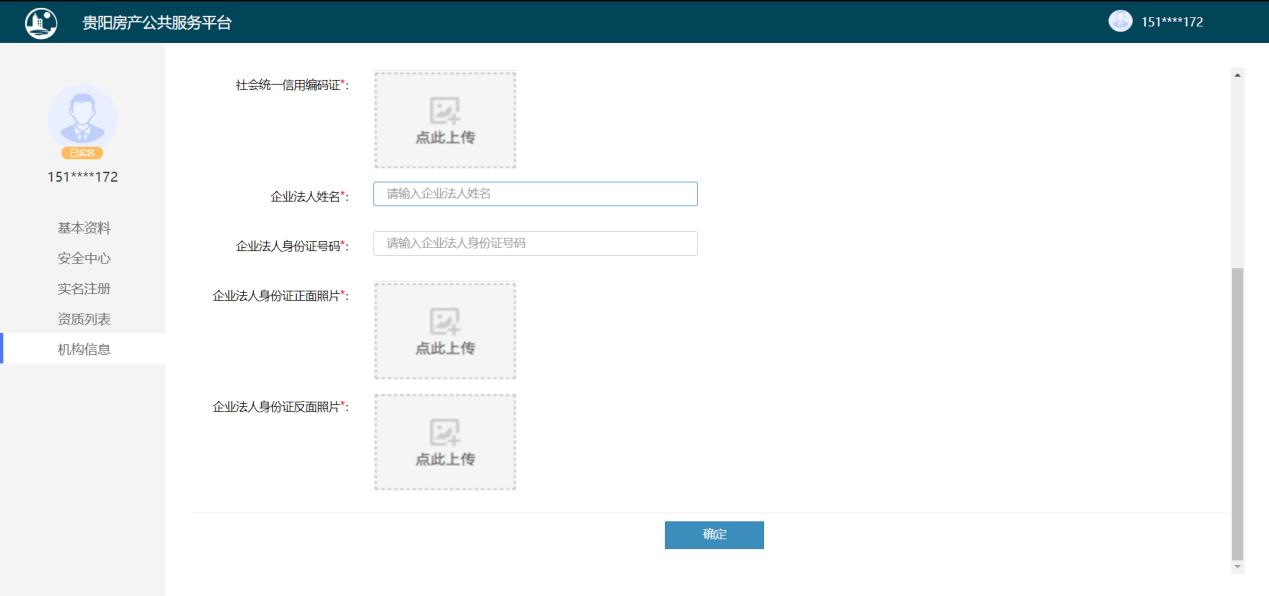 贵阳房产公共服务平台
151****172
已实名
151****172
基本资料
安全中心
实名注册
资质列表
机构信息
社会统一信用编码证*:
点此上传
企业法人姓名*:
请输入企业法人姓名
企业法人身份证号码*:
请输入企业法人身份证号码
企业法人身份证正面照片*:
点此上传
企业法人身份证反面照片*:
点此上传
确定